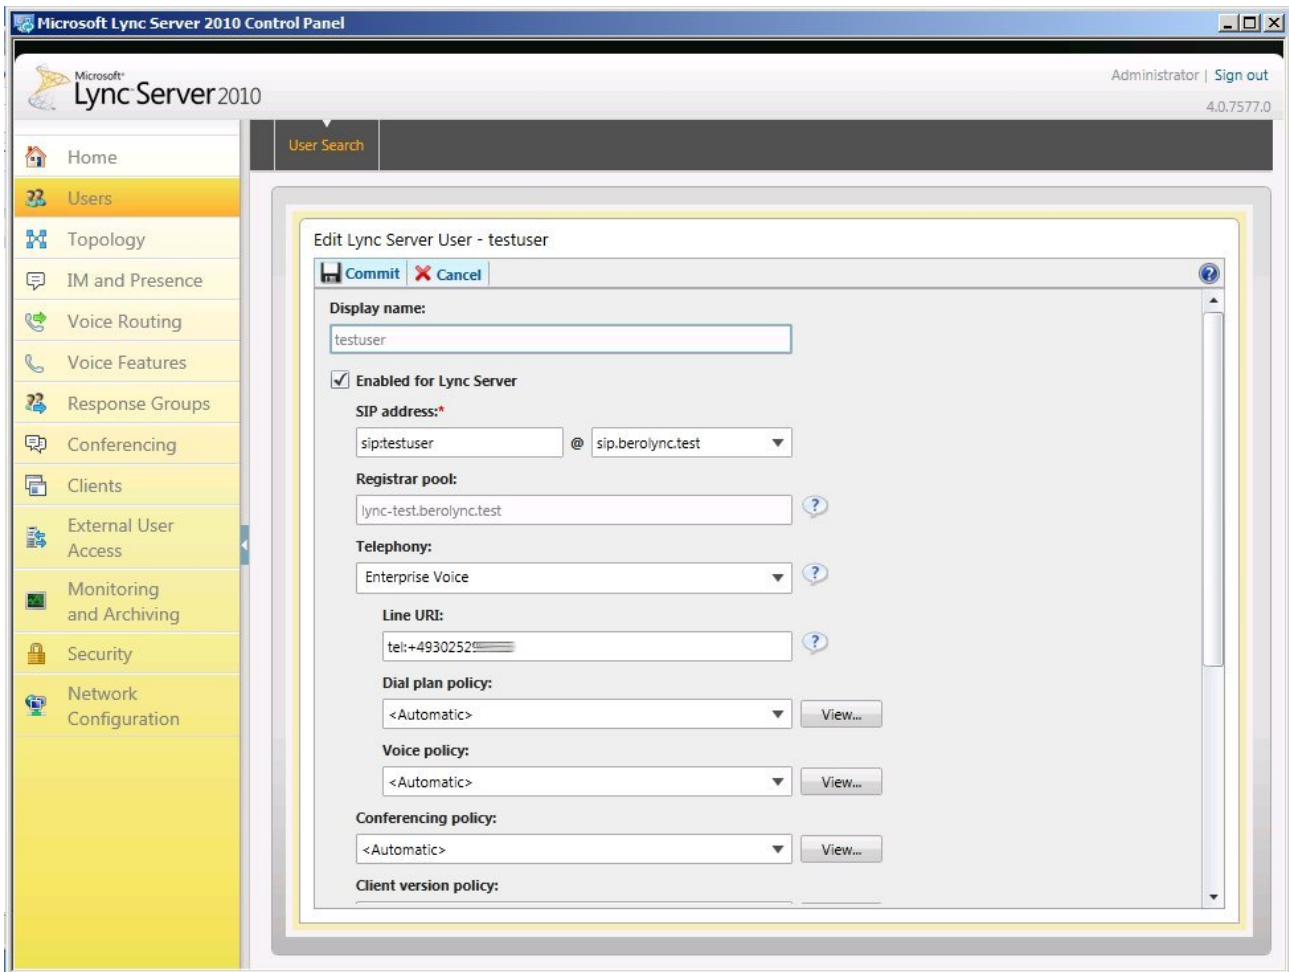 Microsoft Lync Server 2010 Control Panel
Microsoft®
Lync Server 2010
Administrator | Sign out
4.0.7577.0
Home
Users
Topology
IM and Presence
Voice Routing
Voice Features
Response Groups
Conferencing
Clients
External User
Access
Monitoring
and Archiving
Security
Network
Configuration
User Search
Edit Lync Server User - testuser
Commit
Cancel
Display name:
testuser
Enabled for Lync Server
SIP address:*
sip:testuser @ sip.berolync.test
Registrar pool:
lync-test.berolync.test
Telephony:
Enterprise Voice
Line URI:
tel:+4930252
Dial plan policy:
<Automatic> View...
Voice policy:
<Automatic> View...
Conferencing policy:
<Automatic> View...
Client version policy: